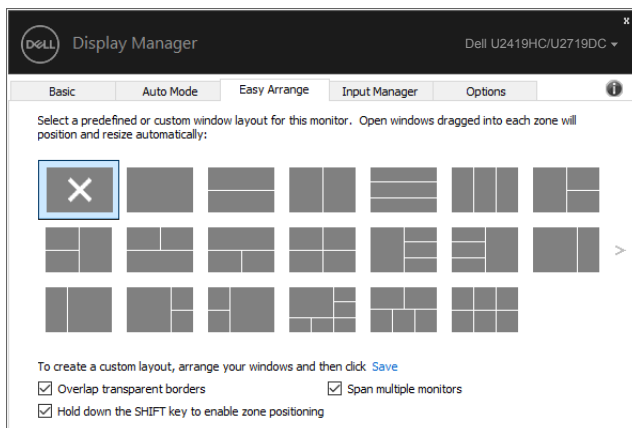 x
DELL Display Manager Dell U2419HC/U2719DC
Basic Auto Mode Easy Arrange Input Manager Options
Select a predefined or custom window layout for this monitor. Open windows dragged into each zone will
position and resize automatically:
To create a custom layout, arrange your windows and then click Save
Overlap transparent borders Span multiple monitors
Hold down the SHIFT key to enable zone positioning